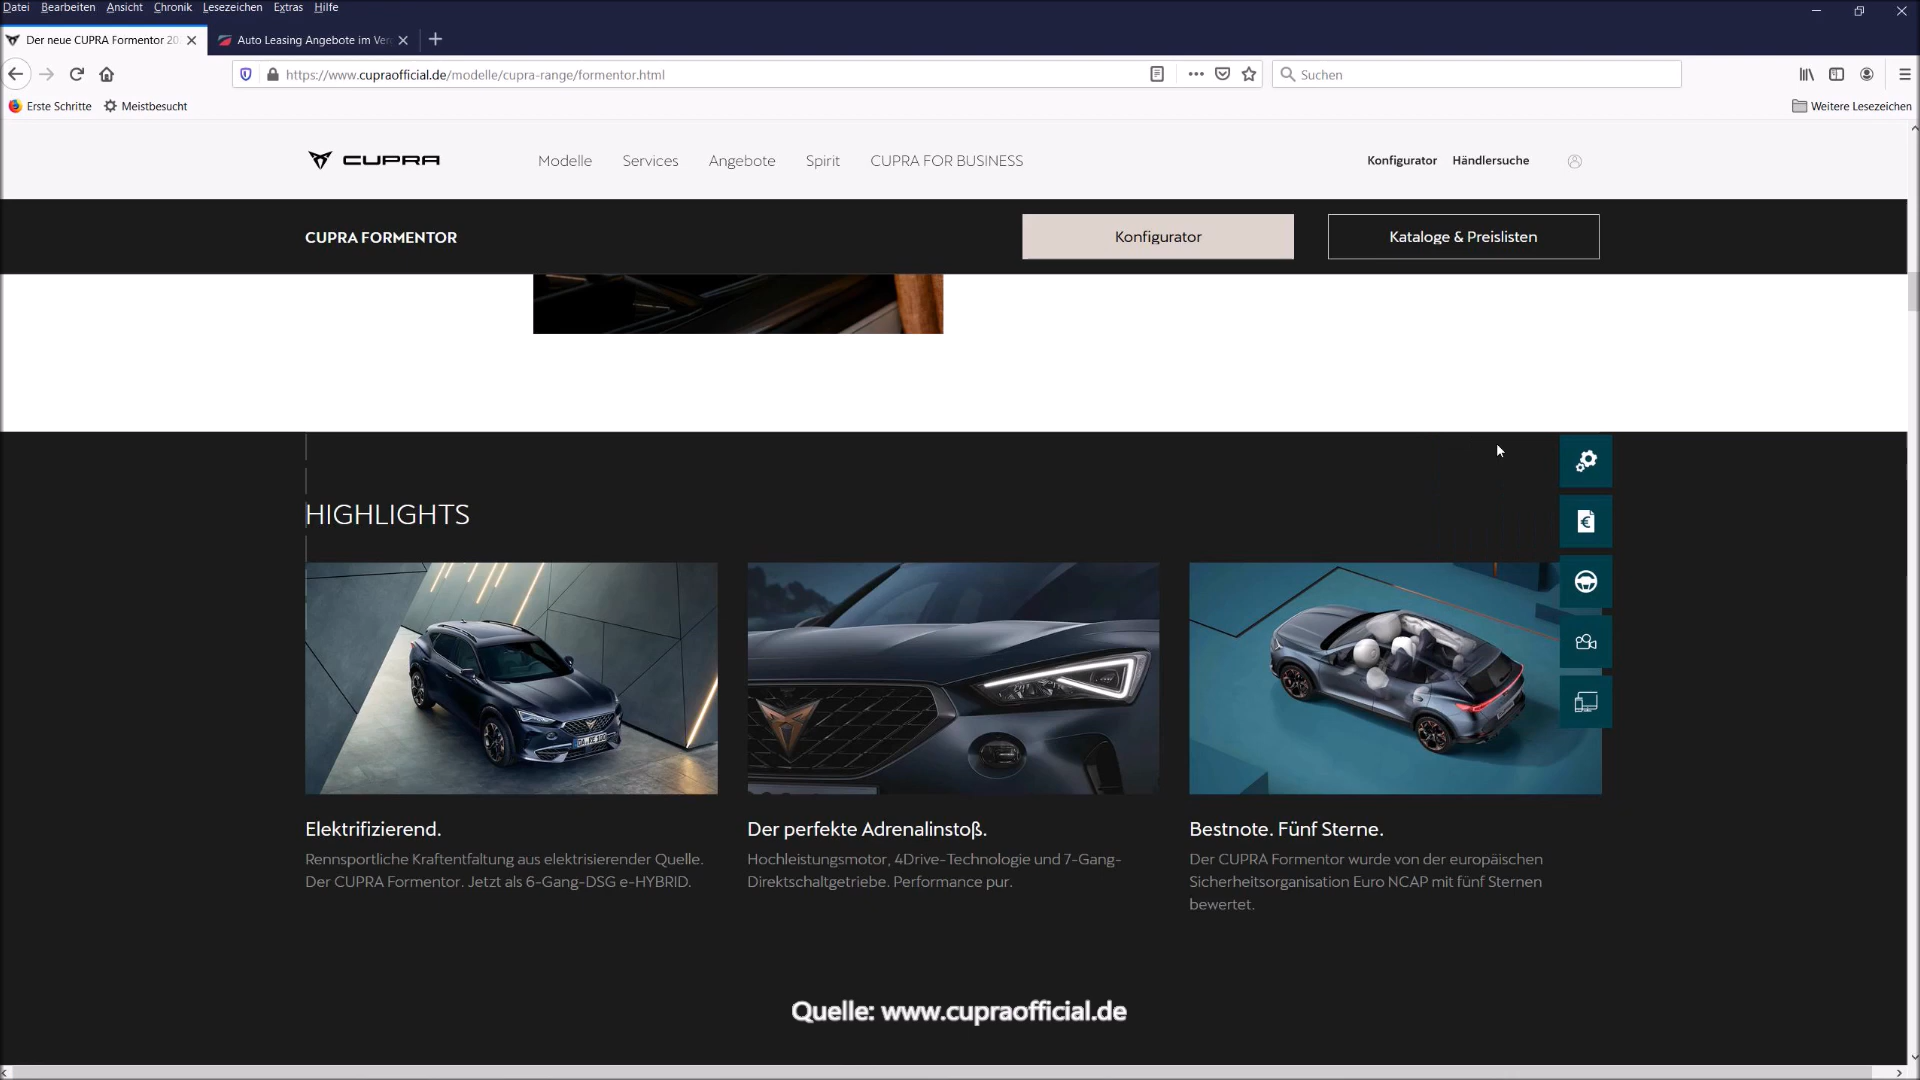 Datei Bearbeiten Ansicht Chronik Lesezeichen Extras Hilfe
Der neue CUPRA Formentor 20 Auto Leasing Angebote im Ver
https://www.cupraofficial.de/modelle/cupra-range/formentor.html Suchen
Erste Schritte Meistbesucht Weitere Lesezeichen
CUPRA Modelle Services Angebote Spirit CUPRA FOR BUSINESS Konfigurator Händlersuche
CUPRA FORMENTOR Konfigurator Kataloge & Preislisten
HIGHLIGHTS
Elektrifizierend.
Rennsportliche Kraftentfaltung aus elektrisierender Quelle.
Der CUPRA Formentor. Jetzt als 6-Gang-DSG e-HYBRID.
Der perfekte Adrenalinstoß.
Hochleistungsmotor, 4Drive-Technologie und 7-Gang-
Direktschaltgetriebe. Performance pur.
Bestnote. Fünf Sterne.
Der CUPRA Formentor wurde von der europäischen
Sicherheitsorganisation Euro NCAP mit fünf Sternen
bewertet.
Quelle: www.cupraofficial.de